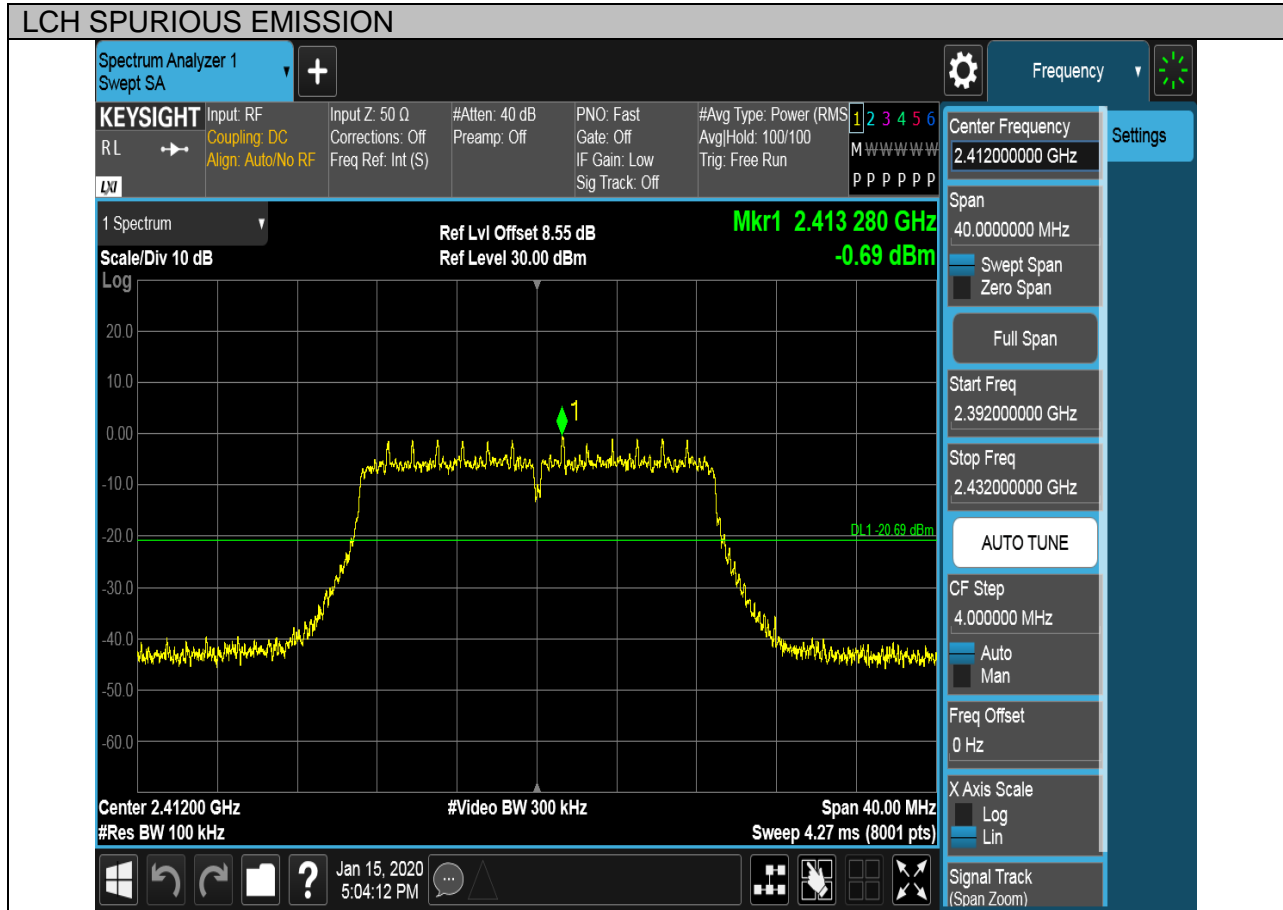 LCH SPURIOUS EMISSION
Spectrum Analyzer 1
Swept SA
+
Frequency
KEYSIGHT
RL
LXI
Input: RF
Coupling: DC
Align: Auto/No RF
Input Z: 50 Ω
Corrections: Off
Freq Ref: Int (S)
#Atten: 40 dB
Preamp: Off
PNO: Fast
Gate: Off
IF Gain: Low
Sig Track: Off
#Avg Type: Power (RMS
Avg|Hold: 100/100
Trig: Free Run
1 2 3 4 5 6
M W W W W W
P P P P P P
1 Spectrum
Scale/Div 10 dB
Log
Ref Lvl Offset 8.55 dB
Ref Level 30.00 dBm
Mkr1 2.413 280 GHz
-0.69 dBm
20.0
10.0
0.00
-10.0
-20.0
-30.0
-40.0
-50.0
-60.0
1
DL1 -20.69 dBm
Center 2.41200 GHz
#Res BW 100 kHz
#Video BW 300 kHz
Span 40.00 MHz
Sweep 4.27 ms (8001 pts)
Center Frequency
2.412000000 GHz
Settings
Span
40.0000000 MHz
Swept Span
Zero Span
Full Span
Start Freq
2.392000000 GHz
Stop Freq
2.432000000 GHz
AUTO TUNE
CF Step
4.000000 MHz
Auto
Man
Freq Offset
0 Hz
X Axis Scale
Log
Lin
Signal Track
(Span Zoom)
?
Jan 15, 2020
5:04:12 PM